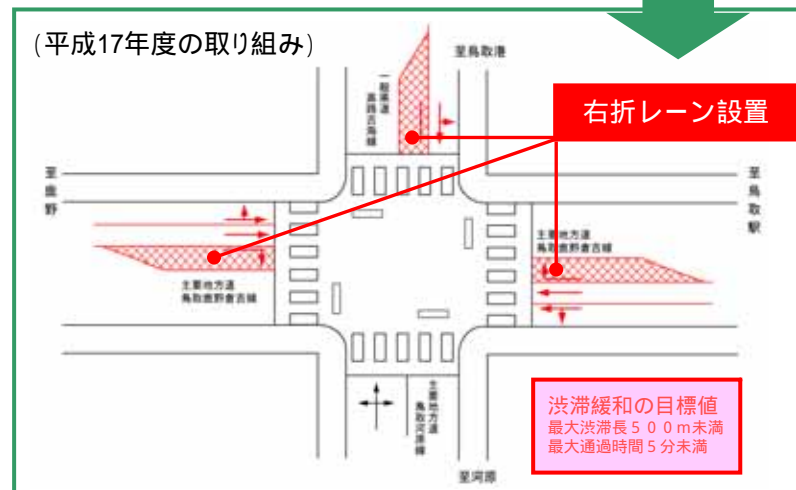 (平成17年度の取り組み)
至鳥取港
一般県道
高路古海線
右折レーン設置
至鹿野
至鳥取駅
主要地方道
鳥取鹿野倉吉線
主要地方道
鳥取鹿野倉吉線
渋滞緩和の目標値
最大渋滞長500m未満
最大通過時間5分未満
主要地方道
鳥取河原線
至河原